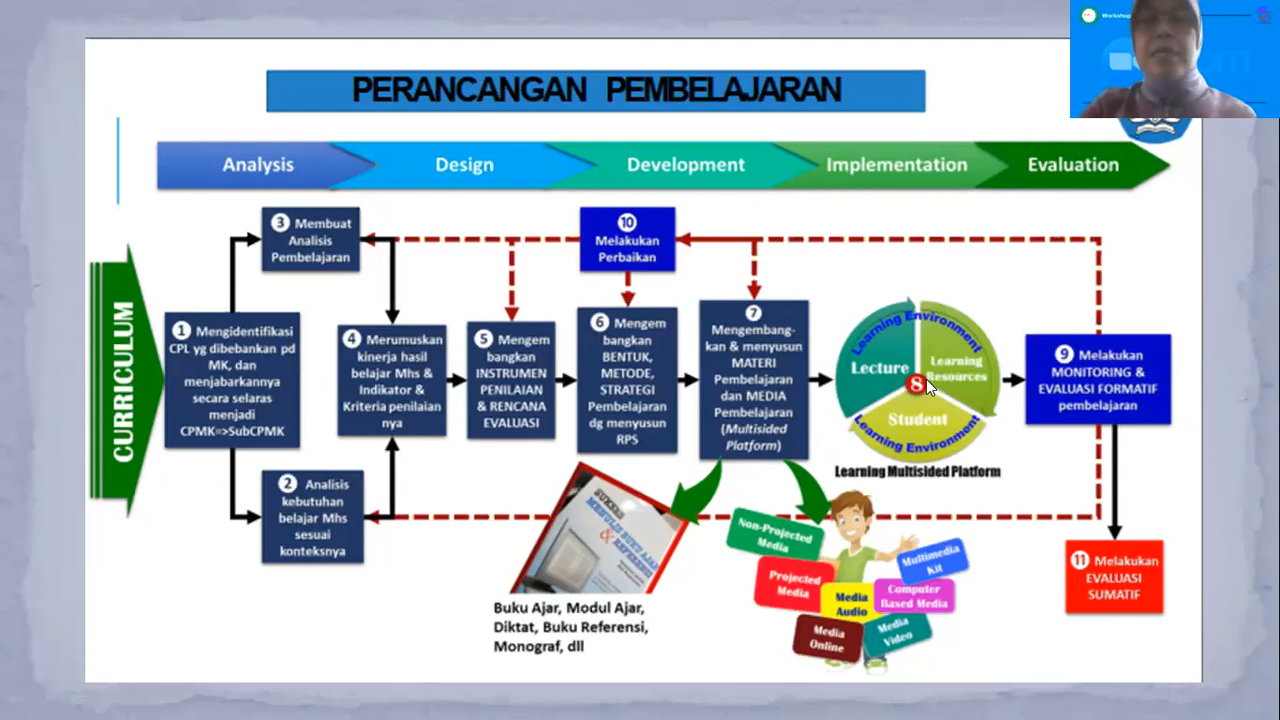 Workshop
PERANCANGAN PEMBELAJARAN
Analysis
Design
Development
Implementation
Evaluation
CURRICULUM
1 Mengidentifikasi
CPL yg dibebankan pd
MK, dan
menjabarkannya
secara selaras
menjadi
CPMK=>SubCPMK
2 Analisis
kebutuhan
belajar Mhs
sesuai
konteksnya
3 Membuat
Analisis
Pembelajaran
4 Merumuskan
kinerja hasil
belajar Mhs &
Indikator &
Kriteria penilaian
nya
5 Mengem
bangkan
INSTRUMEN
PENILAIAN
& RENCANA
EVALUASI
6 Mengem
bangkan
BENTUK,
METODE,
STRATEGI
Pembelajaran
dg menyusun
RPS
7
Mengembang-
kan & menyusun
MATERI
Pembelajaran
dan MEDIA
Pembelajaran
(Multisided
Platform)
Learning Environment
Lecture
Learning
Resources
8
Student
Learning Environment
Learning Multisided Platform
9 Melakukan
MONITORING &
EVALUASI FORMATIF
pembelajaran
10
Melakukan
Perbaikan
11 Melakukan
EVALUASI
SUMATIF
SUKSES
MENULIS BUKU AJAR
& REFERENSI
Buku Ajar, Modul Ajar,
Diktat, Buku Referensi,
Monograf, dll
Non-Projected
Media
Projected
Media
Media
Audio
Multimedia
Kit
Computer
Based Media
Media
Online
Media
Video